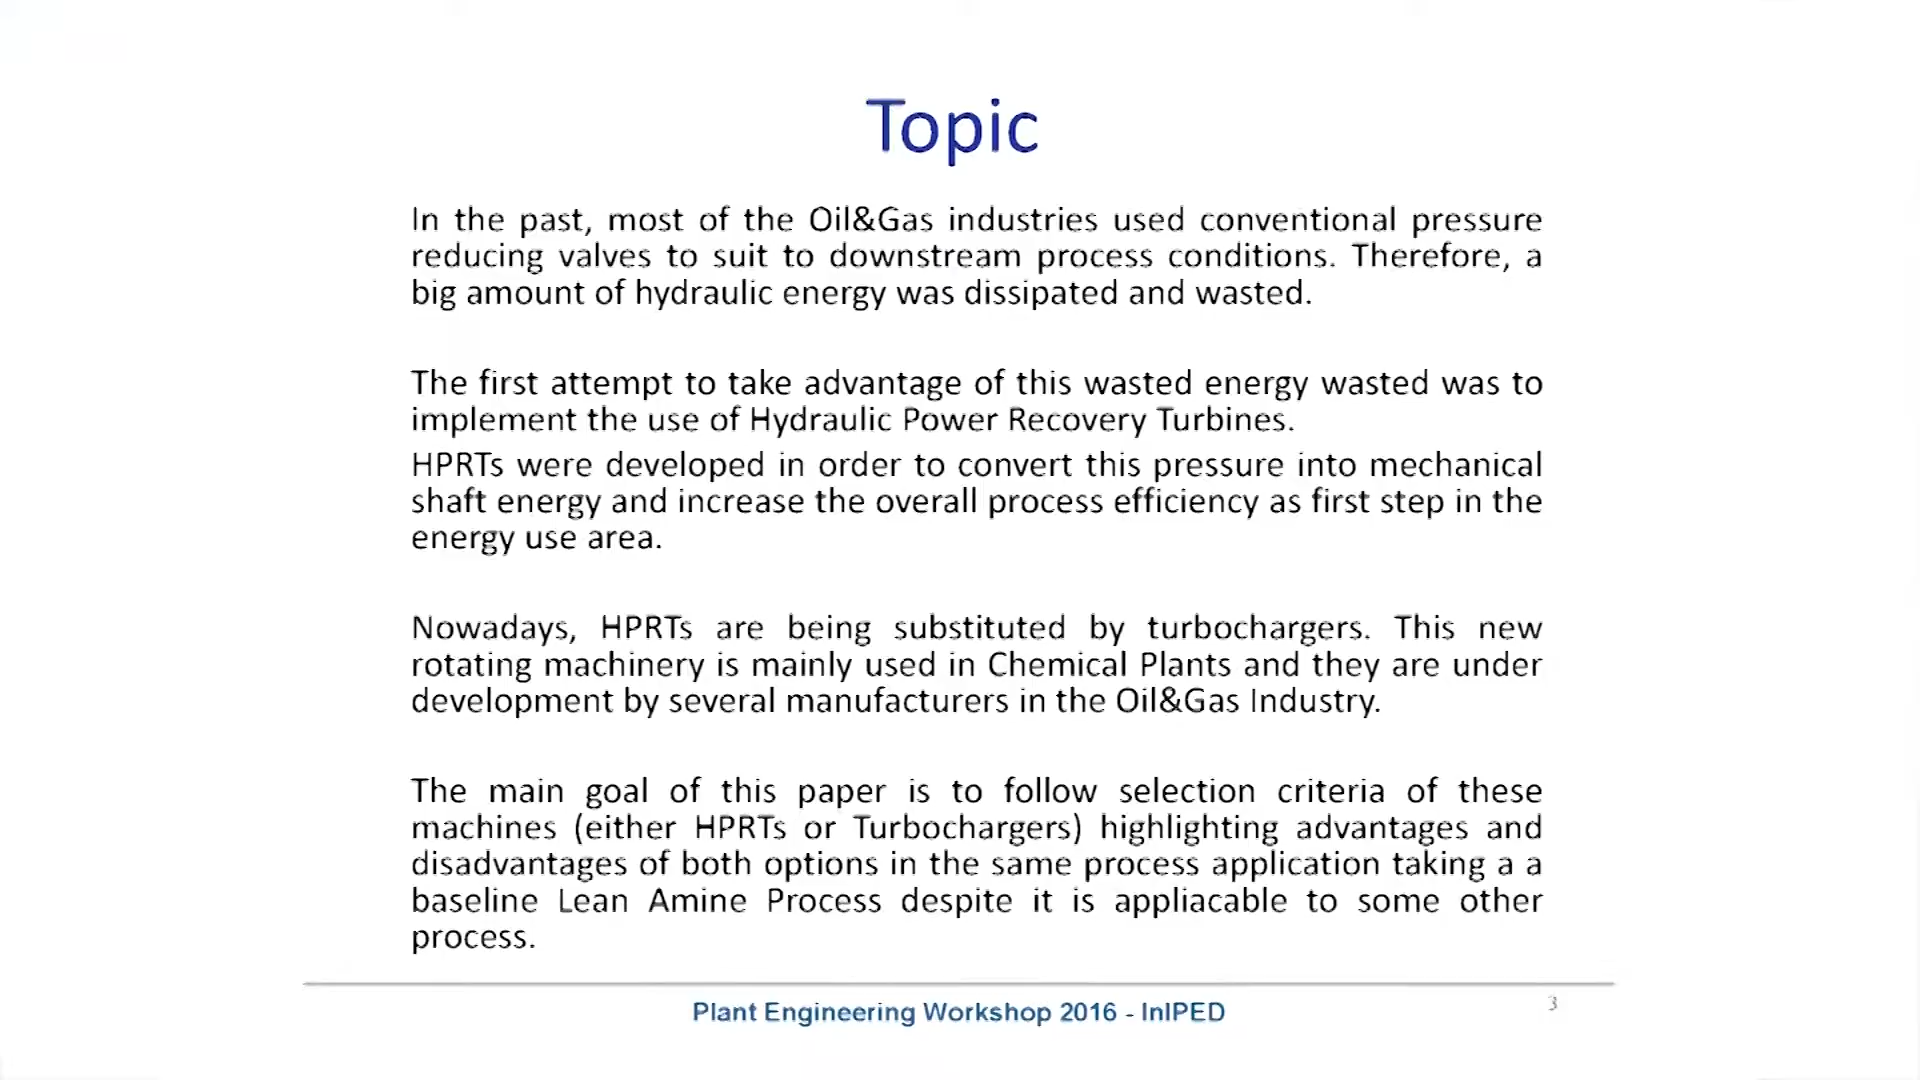 Topic
In the past, most of the Oil&Gas industries used conventional pressure
reducing valves to suit to downstream process conditions. Therefore, a
big amount of hydraulic energy was dissipated and wasted.
The first attempt to take advantage of this wasted energy wasted was to
implement the use of Hydraulic Power Recovery Turbines.
HPRTs were developed in order to convert this pressure into mechanical
shaft energy and increase the overall process efficiency as first step in the
energy use area.
Nowadays, HPRTs are being substituted by turbochargers. This new
rotating machinery is mainly used in Chemical Plants and they are under
development by several manufacturers in the Oil&Gas Industry.
The main goal of this paper is to follow selection criteria of these
machines (either HPRTs or Turbochargers) highlighting advantages and
disadvantages of both options in the same process application taking a a
baseline Lean Amine Process despite it is appliacable to some other
process.
Plant Engineering Workshop 2016 - InIPED
3